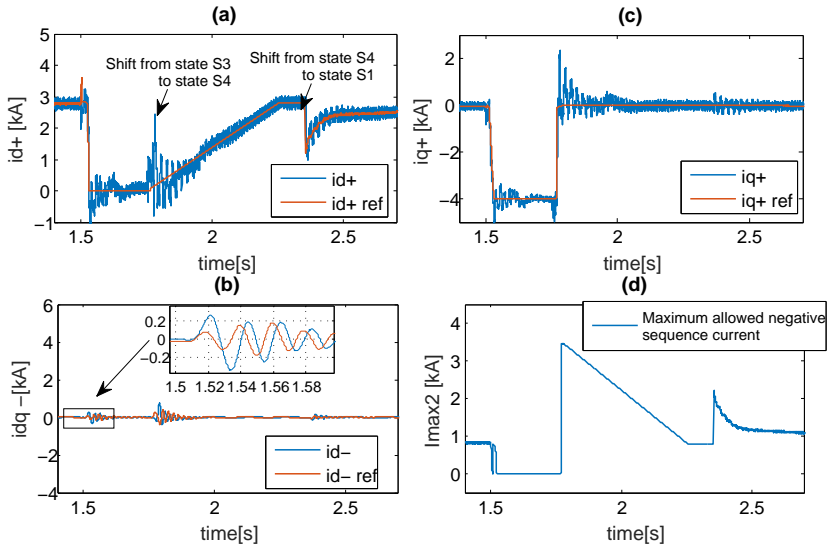 (a)
5
4
3
2
1
0
−1
id+ [kA]
Shift from state S3
to state S4
Shift from state S4
to state S1
id+
id+ ref
1.5
2
2.5
time[s]
(c)
2
0
−2
−4
iq+ [kA]
iq+
iq+ ref
1.5
2
2.5
time[s]
(b)
6
4
2
0
−2
−4
idq −[kA]
0.2
0
−0.2
1.5
1.52
1.54
1.56
1.58
id−
id− ref
1.5
2
2.5
time[s]
(d)
4
3
2
1
0
Imax2 [kA]
Maximum allowed negative
sequence current
1.5
2
2.5
time[s]